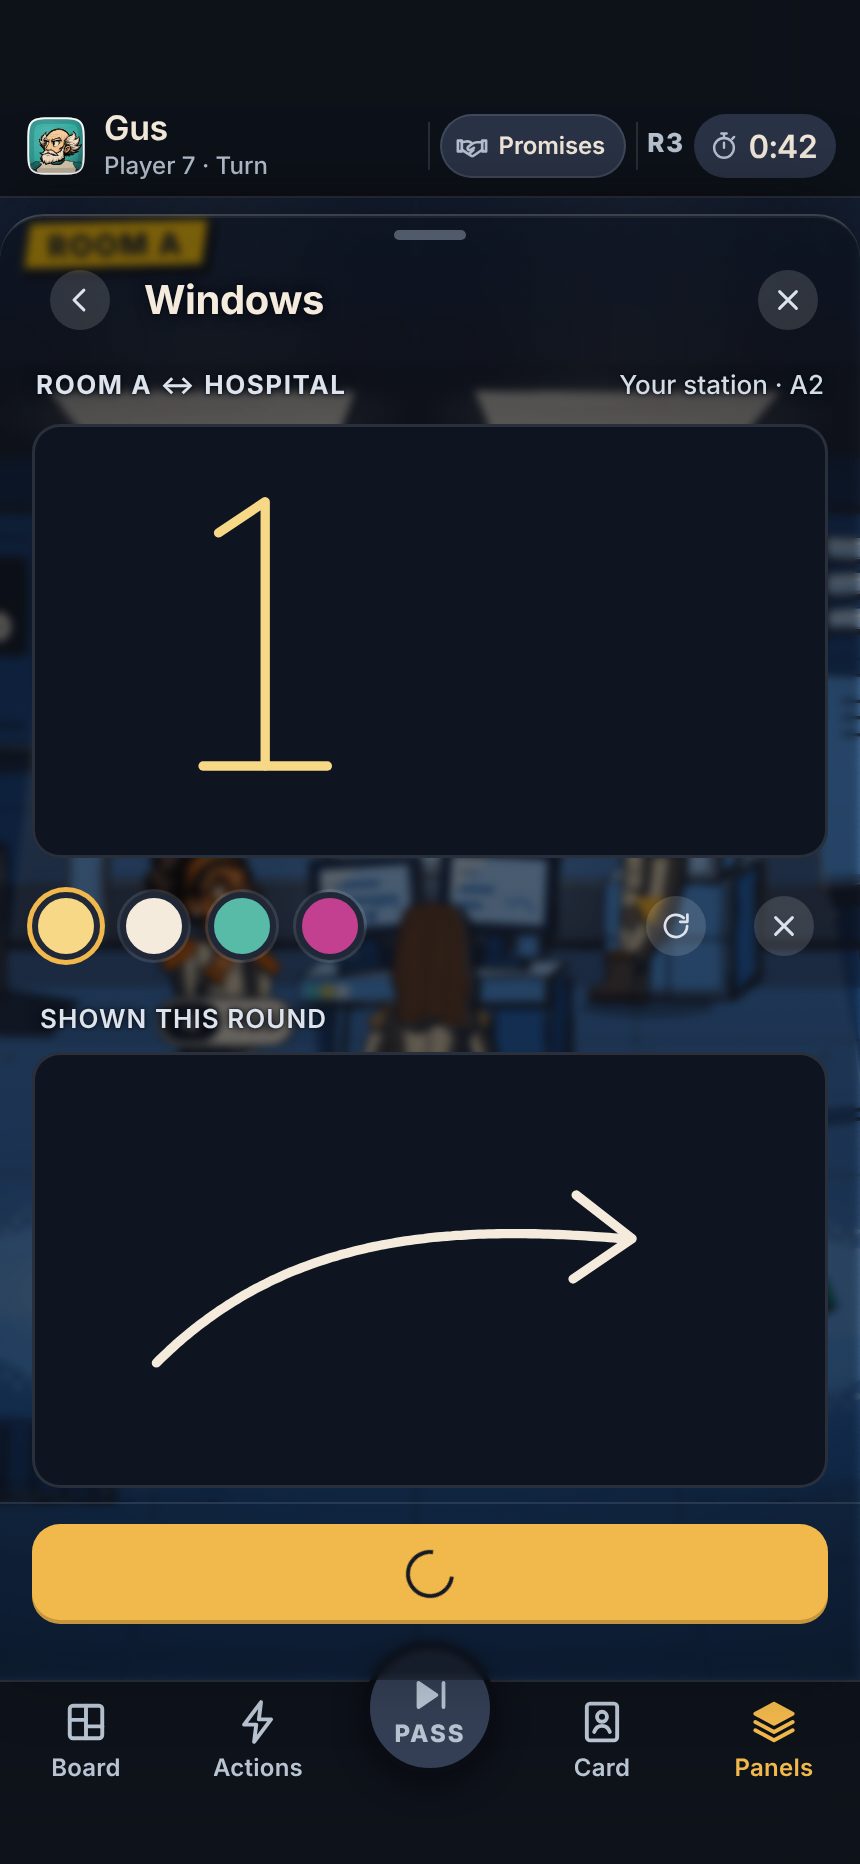 Gus
Player 7 · Turn
Promises
R3
0:42
ROOM A
Windows
ROOM A ↔ HOSPITAL
Your station · A2
1
SHOWN THIS ROUND
PASS
Board
Actions
Card
Panels